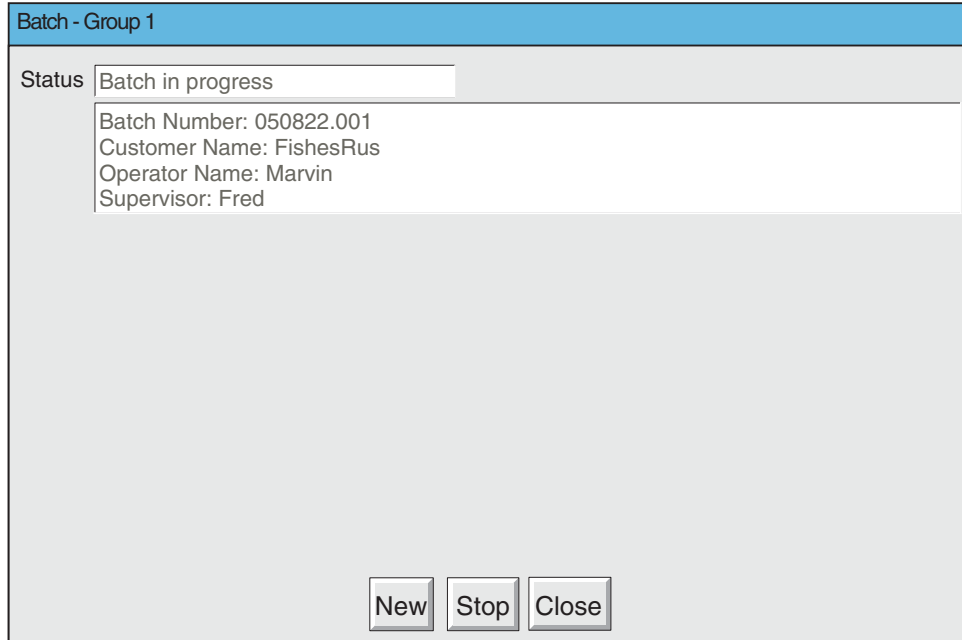 Batch - Group 1
Status Batch in progress
Batch Number: 050822.001
Customer Name: FishesRus
Operator Name: Marvin
Supervisor: Fred
New Stop Close